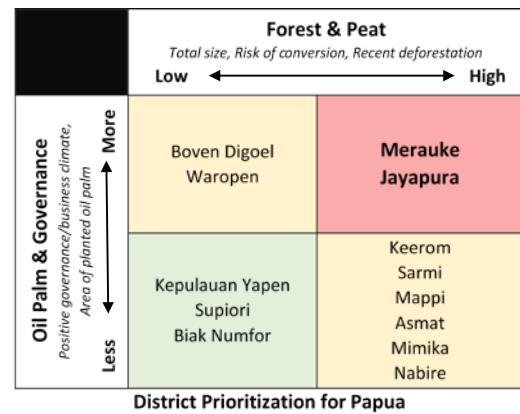 Forest & Peat
Total size, Risk of conversion, Recent deforestation
Low High
Oil Palm & Governance
Positive governance/business climate,
Area of planted oil palm
More
Less
Boven Digoel
Waropen
Merauke
Jayapura
Kepulauan Yapen
Supiori
Biak Numfor
Keerom
Sarmi
Mappi
Asmat
Mimika
Nabire
District Prioritization for Papua